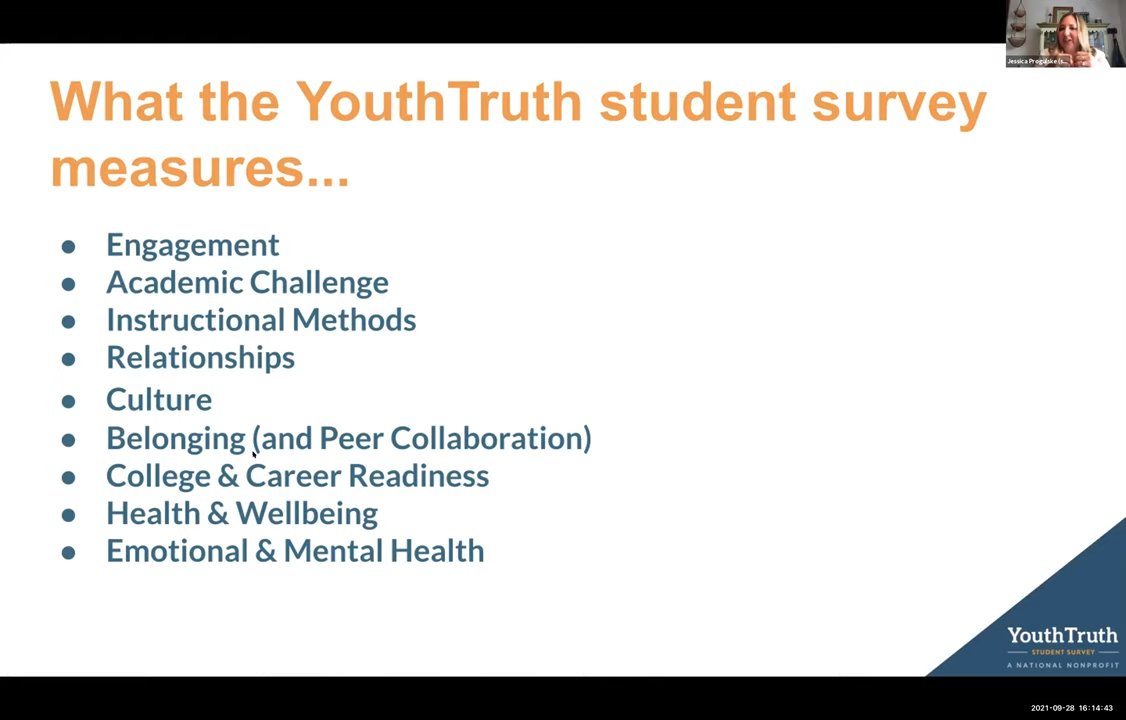 Jessica Proguiske (s...
What the YouthTruth student survey
measures...
● Engagement
● Academic Challenge
● Instructional Methods
● Relationships
● Culture
● Belonging (and Peer Collaboration)
● College & Career Readiness
● Health & Wellbeing
● Emotional & Mental Health
YouthTruth
STUDENT SURVEY
A NATIONAL NONPROFIT
2021-09-28 16:14:43